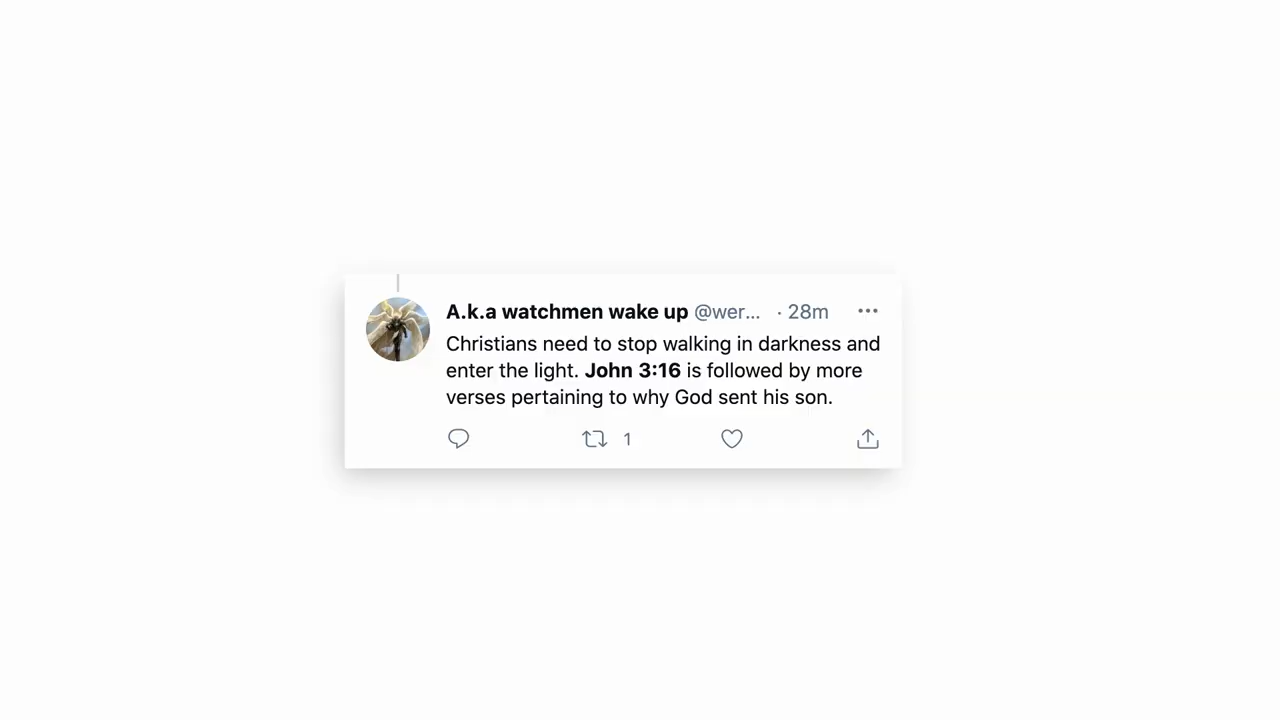 A.k.a watchmen wake up @wer... · 28m
Christians need to stop walking in darkness and
enter the light. John 3:16 is followed by more
verses pertaining to why God sent his son.
1